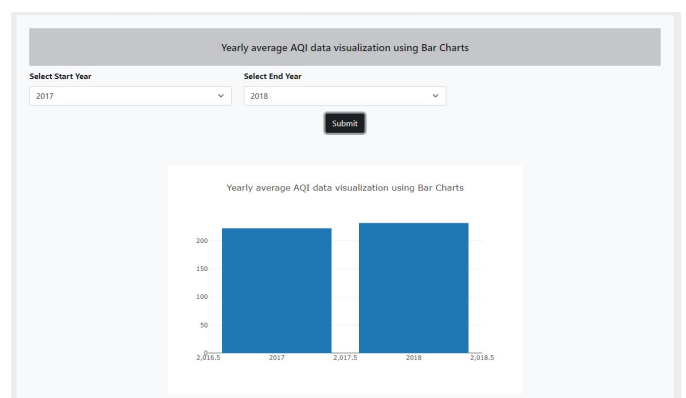 Yearly average AQI data visualization using Bar Charts
Select Start Year Select End Year
2017 2018
Submit
Yearly average AQI data visualization using Bar Charts
200
150
100
50
0
2,016.5 2017 2,017.5 2018 2,018.5